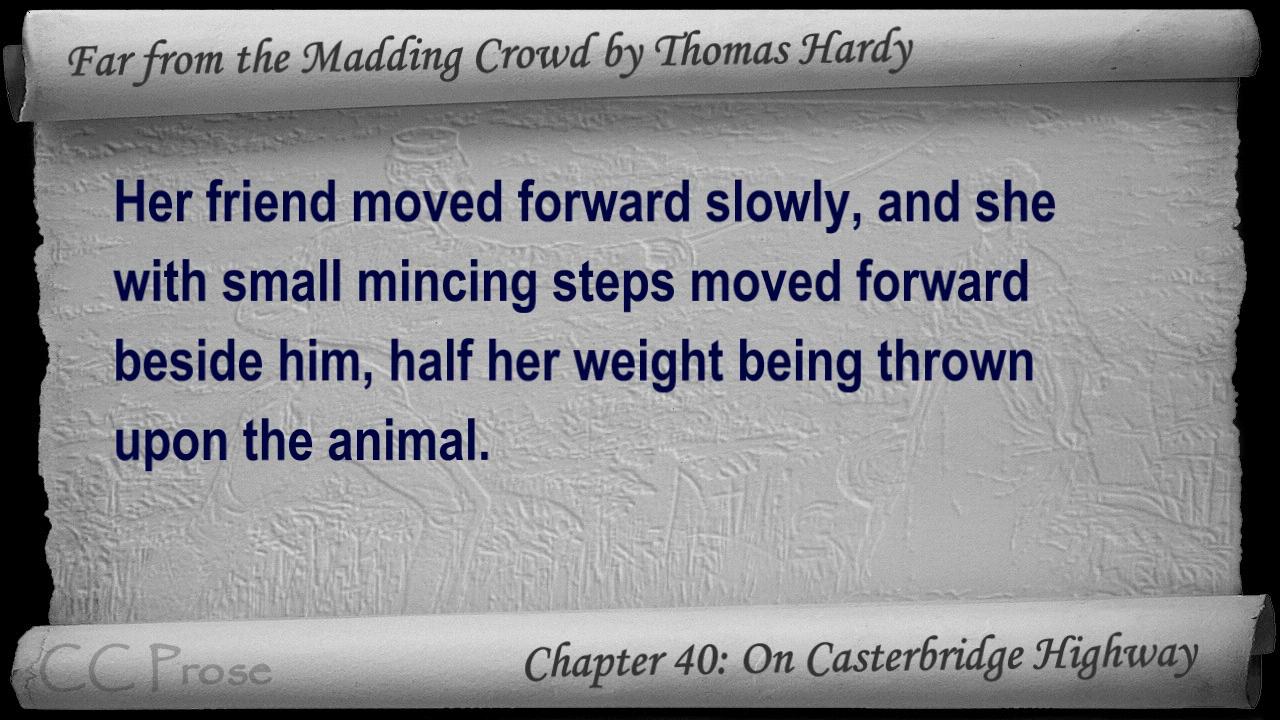 Far from the Madding Crowd by Thomas Hardy
Her friend moved forward slowly, and she
with small mincing steps moved forward
beside him, half her weight being thrown
upon the animal.
CC Prose
Chapter 40: On Casterbridge Highway